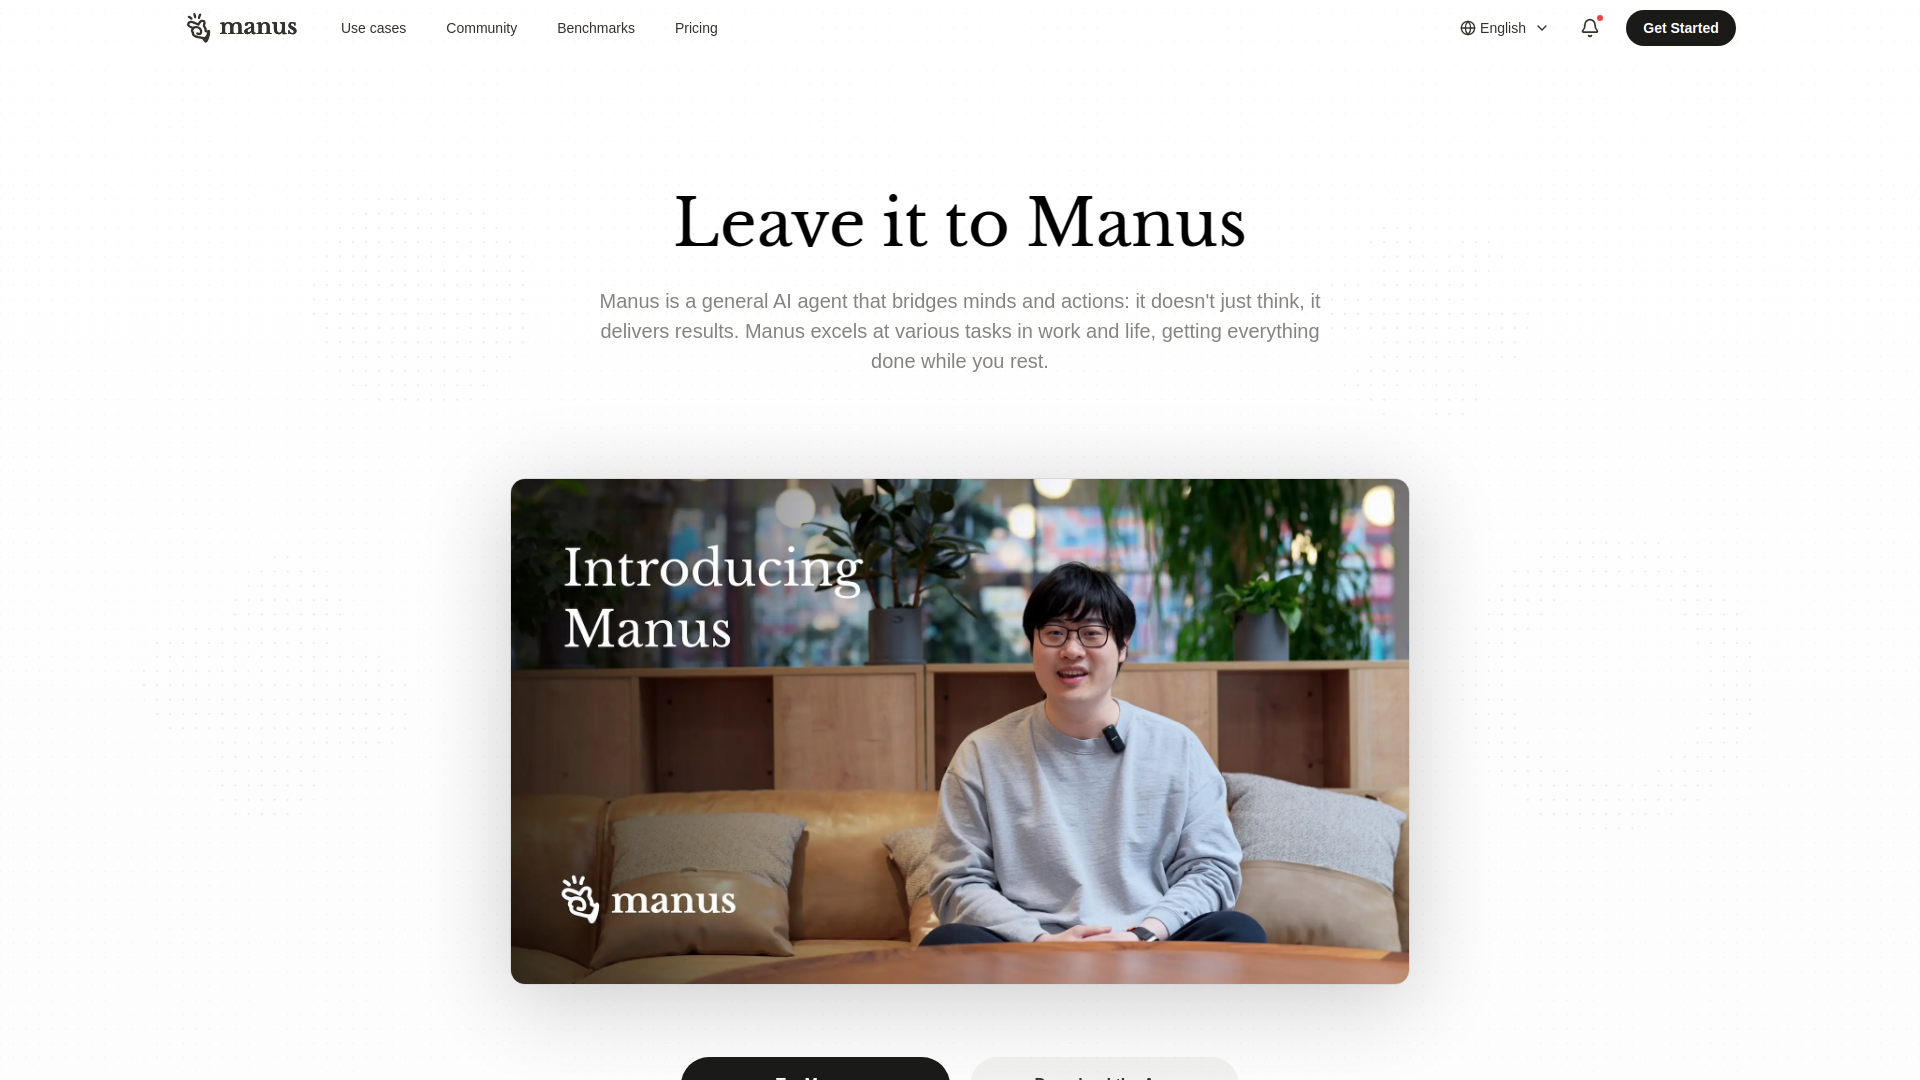 manus
Use cases
Community
Benchmarks
Pricing
English
Get Started
Leave it to Manus
Manus is a general AI agent that bridges minds and actions: it doesn't just think, it
delivers results. Manus excels at various tasks in work and life, getting everything
done while you rest.
Introducing
Manus
manus